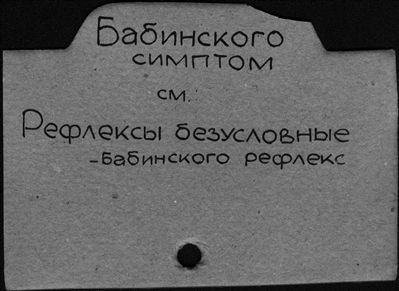 Бабинского
симптом
см.
Рефлексы безусловные
-Бабинского рефлекс